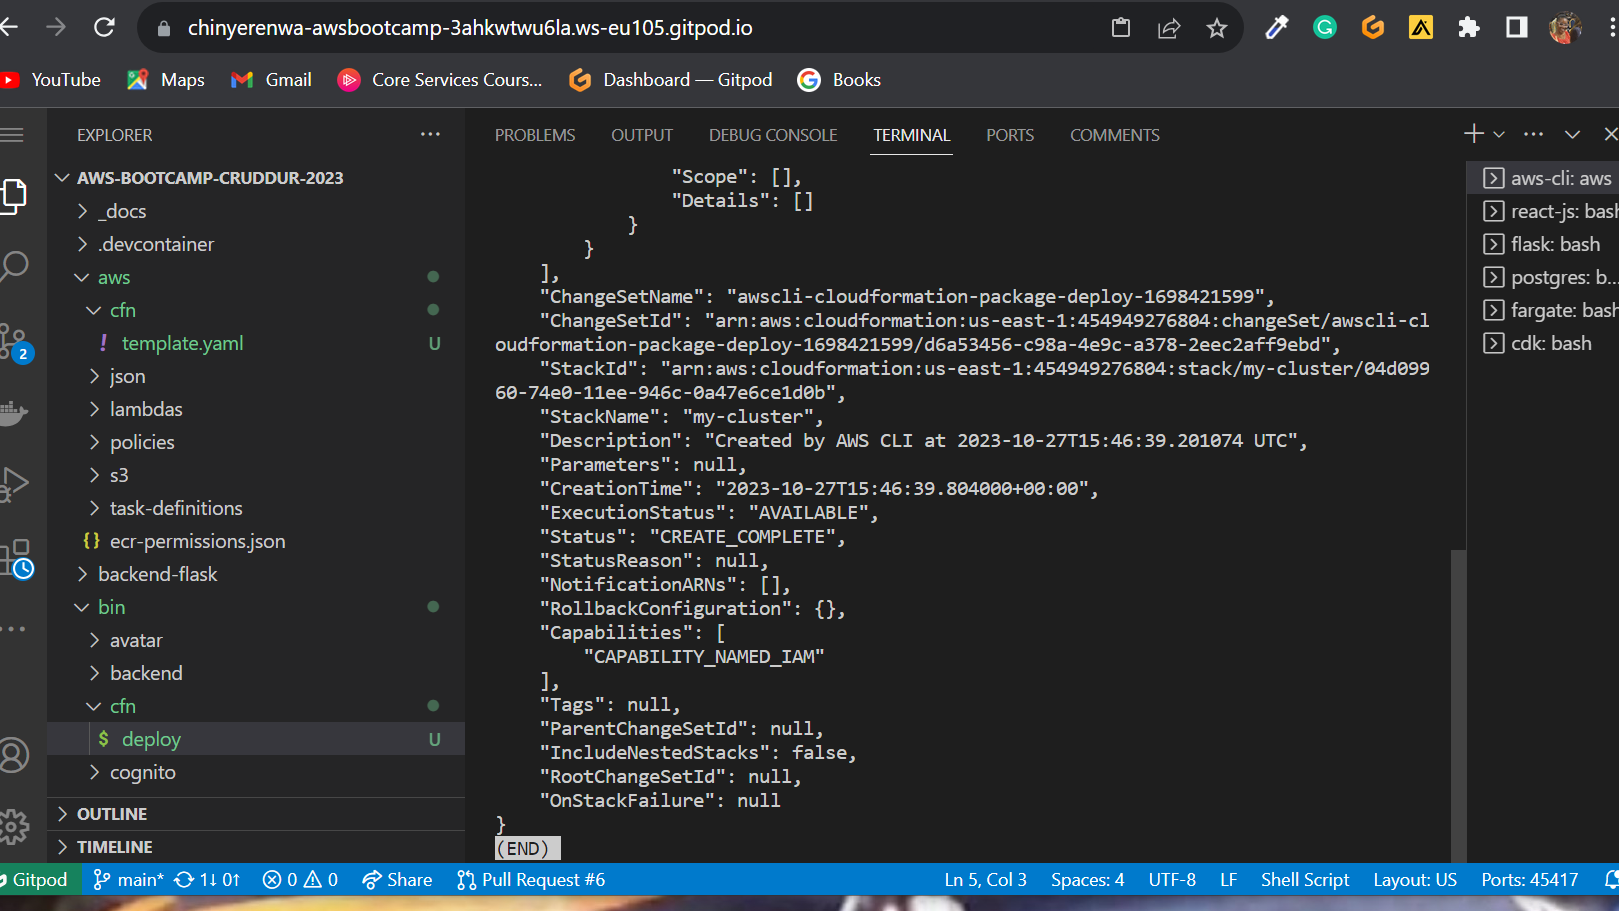 chinyerenwa-awsbootcamp-3ahkwtwu6la.ws-eu105.gitpod.io
YouTube Maps Gmail Core Services Cours... Dashboard — Gitpod Books
EXPLORER
AWS-BOOTCAMP-CRUDDUR-2023
_docs
.devcontainer
aws
cfn
! template.yaml U
json
lambdas
policies
s3
task-definitions
{} ecr-permissions.json
backend-flask
bin
avatar
backend
cfn
$ deploy U
cognito
OUTLINE
TIMELINE
2
PROBLEMS OUTPUT DEBUG CONSOLE TERMINAL PORTS COMMENTS
"Scope": [],
"Details": []
}
}
],
"ChangeSetName": "awscli-cloudformation-package-deploy-1698421599",
"ChangeSetId": "arn:aws:cloudformation:us-east-1:454949276804:changeSet/awscli-cl
oudformation-package-deploy-1698421599/d6a53456-c98a-4e9c-a378-2eec2aff9ebd",
"StackId": "arn:aws:cloudformation:us-east-1:454949276804:stack/my-cluster/04d099
60-74e0-11ee-946c-0a47e6ce1d0b",
"StackName": "my-cluster",
"Description": "Created by AWS CLI at 2023-10-27T15:46:39.201074 UTC",
"Parameters": null,
"CreationTime": "2023-10-27T15:46:39.804000+00:00",
"ExecutionStatus": "AVAILABLE",
"Status": "CREATE_COMPLETE",
"StatusReason": null,
"NotificationARNs": [],
"RollbackConfiguration": {},
"Capabilities": [
"CAPABILITY_NAMED_IAM"
],
"Tags": null,
"ParentChangeSetId": null,
"IncludeNestedStacks": false,
"RootChangeSetId": null,
"OnStackFailure": null
}
(END)
aws-cli: aws
react-js: bash
flask: bash
postgres: b...
fargate: bash
cdk: bash
Gitpod main* 1↓ 0↑ 0 0 Share Pull Request #6 Ln 5, Col 3 Spaces: 4 UTF-8 LF Shell Script Layout: US Ports: 45417